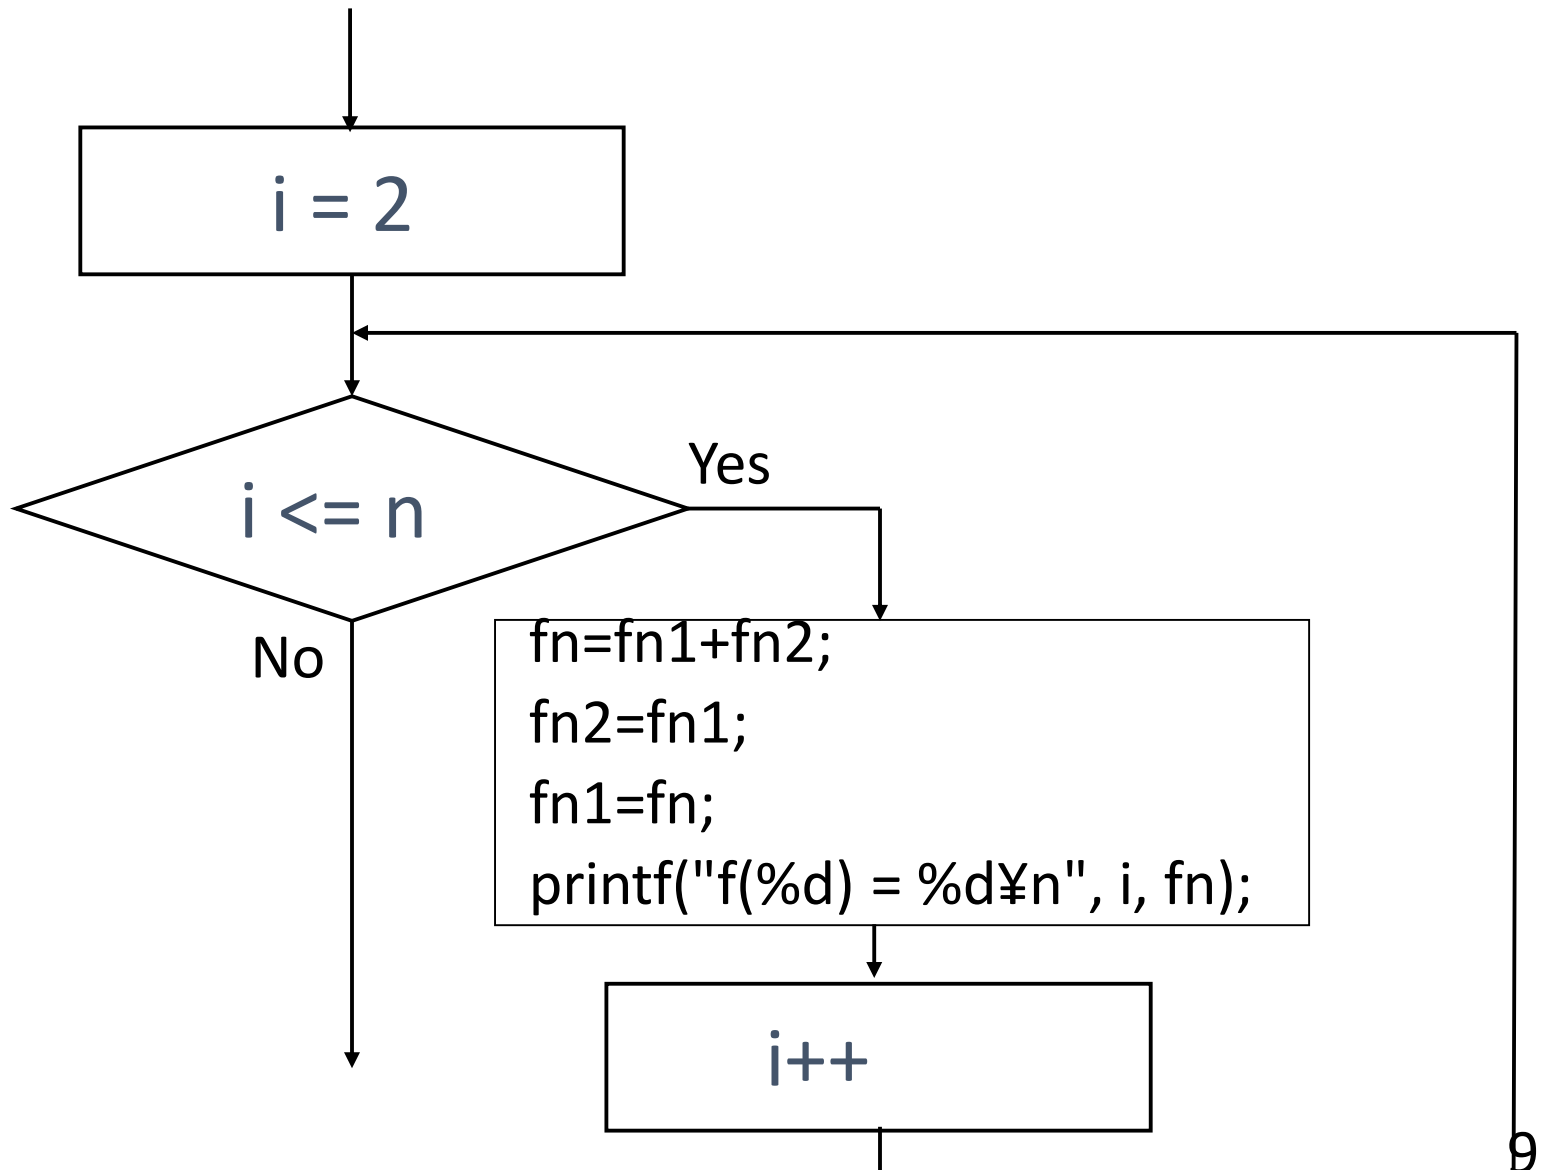 i = 2
i <= n
Yes
No
fn=fn1+fn2;
fn2=fn1;
fn1=fn;
printf("f(%d) = %d¥n", i, fn);
i++
9